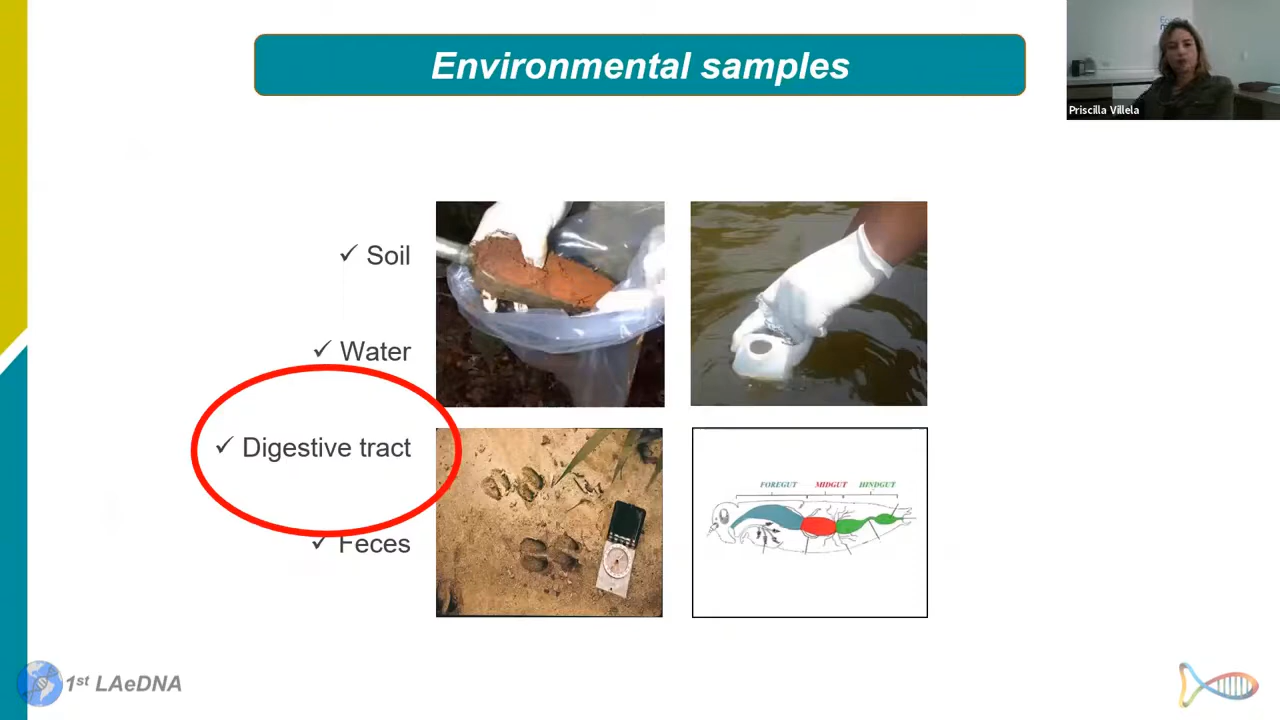 Environmental samples
Priscilla Villela
✓ Soil
✓ Water
✓ Digestive tract
✓ Feces
FOREGUT MIDGUT HINDGUT
1st LAeDNA